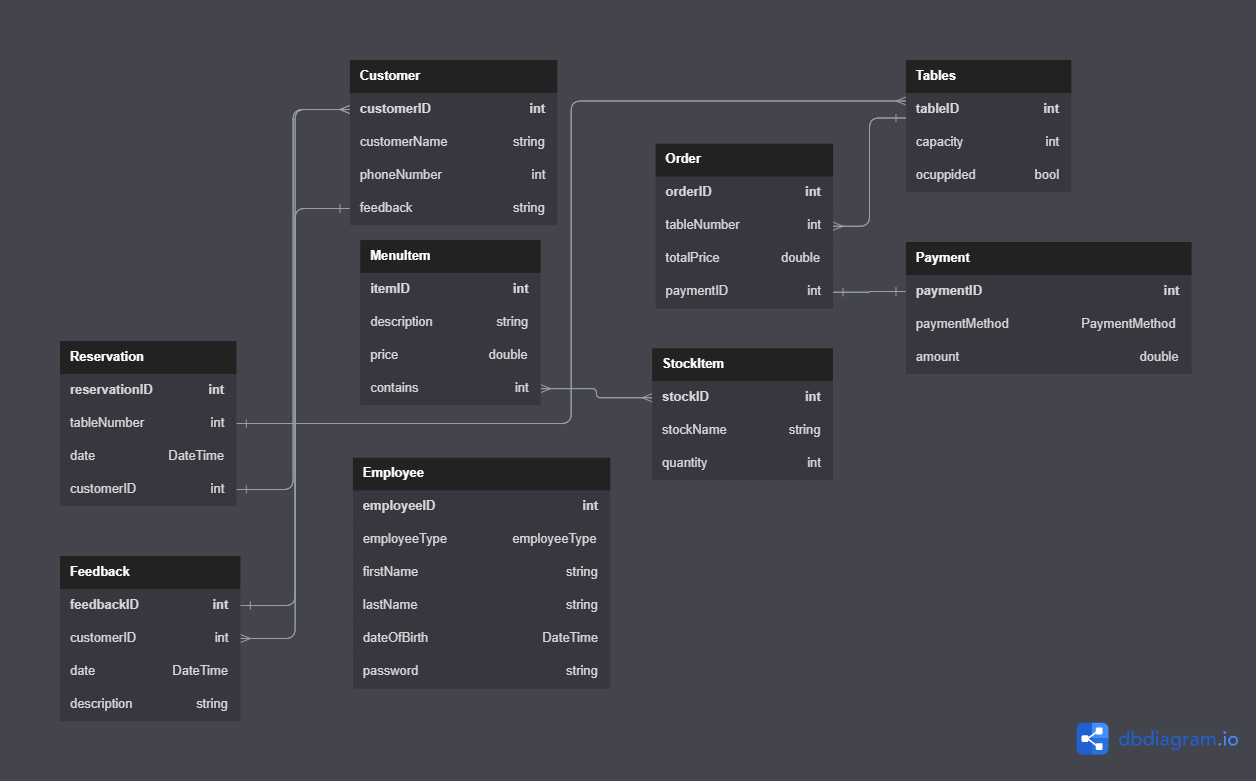 Customer
customerID int
customerName string
phoneNumber int
feedback string
Tables
tableID int
capacity int
ocuppided bool
Order
orderID int
tableNumber int
totalPrice double
paymentID int
MenuItem
itemID int
description string
price double
contains int
Payment
paymentID int
paymentMethod PaymentMethod
amount double
Reservation
reservationID int
tableNumber int
date DateTime
customerID int
StockItem
stockID int
stockName string
quantity int
Employee
employeeID int
employeeType employeeType
firstName string
lastName string
dateOfBirth DateTime
password string
Feedback
feedbackID int
customerID int
date DateTime
description string
dbdiagram.io